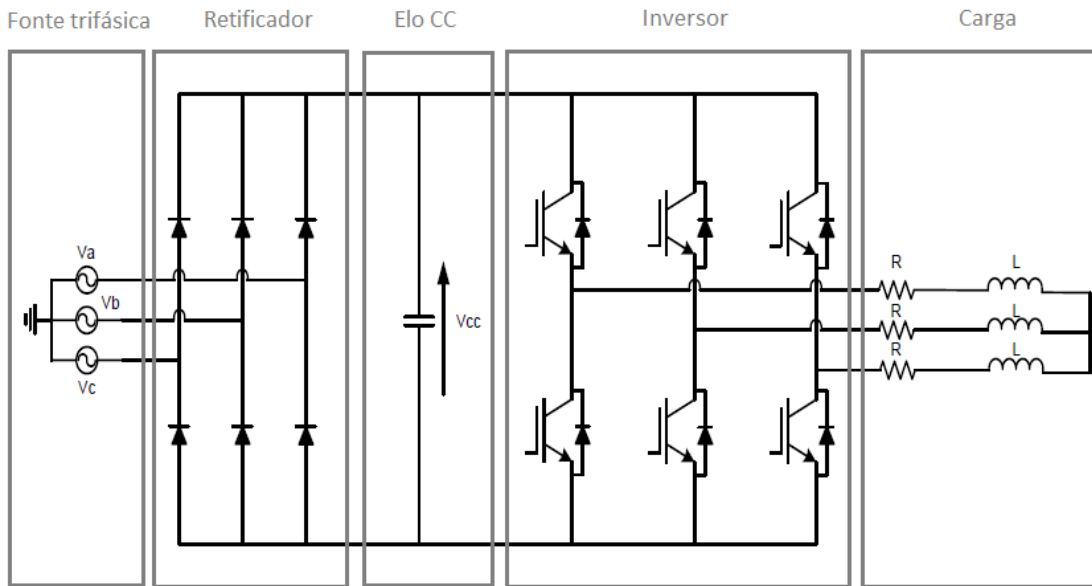 Fonte trifásica
Retificador
Elo CC
Inversor
Carga
Va
Vb
Vc
Vcc
R
L
R
L
R
L